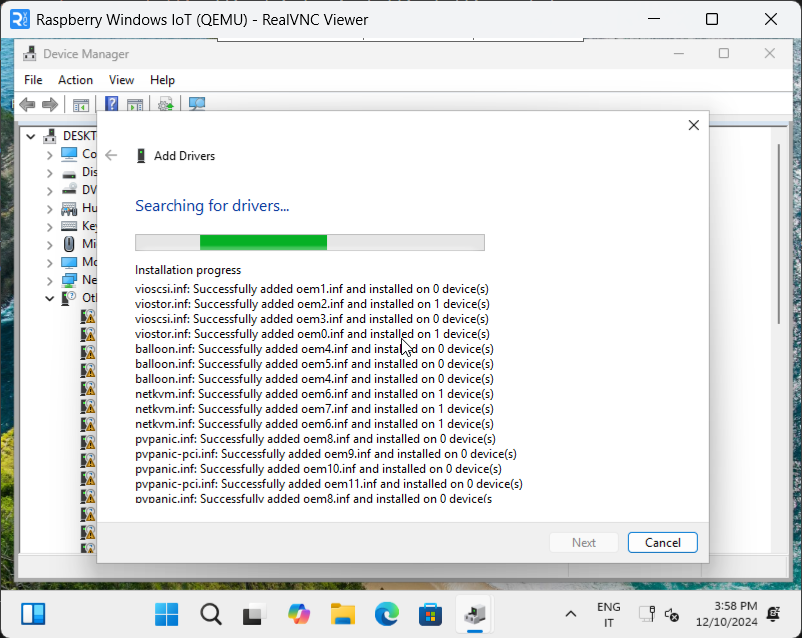 Raspberry Windows IoT (QEMU) - RealVNC Viewer
Device Manager
File Action View Help
DESKT
Co
Dis
DV
Hu
Key
Mi
Mo
Ne
Ot
Add Drivers
Searching for drivers...
Installation progress
vioscsi.inf: Successfully added oem1.inf and installed on 0 device(s)
viostor.inf: Successfully added oem2.inf and installed on 1 device(s)
vioscsi.inf: Successfully added oem3.inf and installed on 0 device(s)
viostor.inf: Successfully added oem0.inf and installed on 1 device(s)
balloon.inf: Successfully added oem4.inf and installed on 0 device(s)
balloon.inf: Successfully added oem5.inf and installed on 0 device(s)
balloon.inf: Successfully added oem4.inf and installed on 0 device(s)
netkvm.inf: Successfully added oem6.inf and installed on 1 device(s)
netkvm.inf: Successfully added oem7.inf and installed on 1 device(s)
netkvm.inf: Successfully added oem6.inf and installed on 1 device(s)
pvpanic.inf: Successfully added oem8.inf and installed on 0 device(s)
pvpanic-pci.inf: Successfully added oem9.inf and installed on 0 device(s)
pvpanic.inf: Successfully added oem10.inf and installed on 0 device(s)
pvpanic-pci.inf: Successfully added oem11.inf and installed on 0 device(s)
pvpanic.inf: Successfully added oem8.inf and installed on 0 device(s
Next Cancel
ENG
IT
3:58 PM
12/10/2024